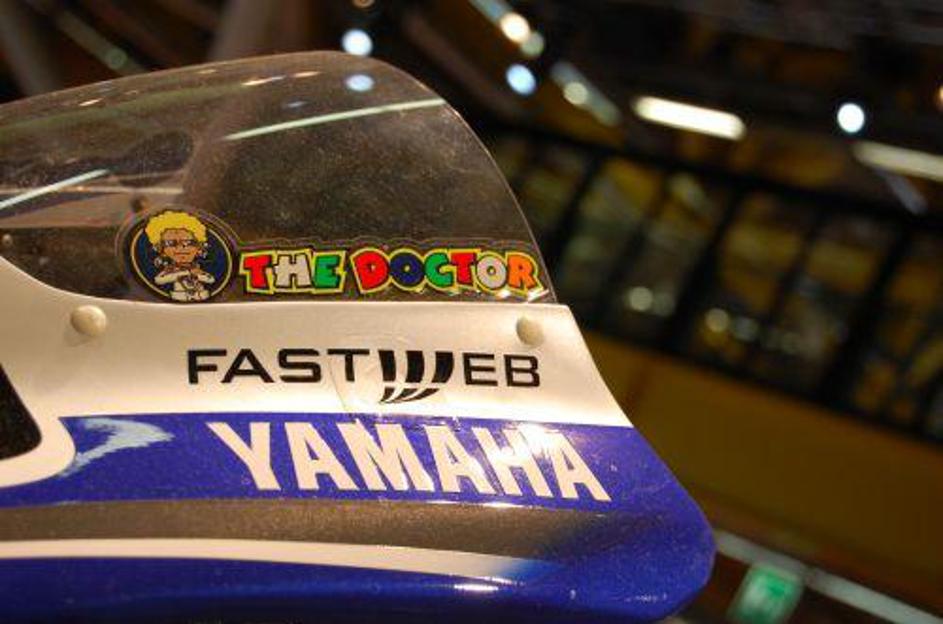 THE DOCTOR
FASTWEB
YAMAHA